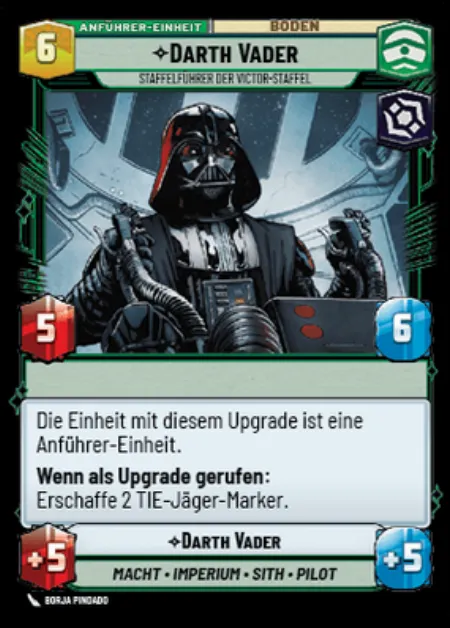 ANFÜHRER-EINHEIT
BODEN
6
DARTH VADER
STAFFELFÜHRER DER VICTOR-STAFFEL
5
6
Die Einheit mit diesem Upgrade ist eine
Anführer-Einheit.
Wenn als Upgrade gerufen:
Erschaffe 2 TIE-Jäger-Marker.
+5
DARTH VADER
+5
MACHT • IMPERIUM • SITH • PILOT
BORJA PINDADO